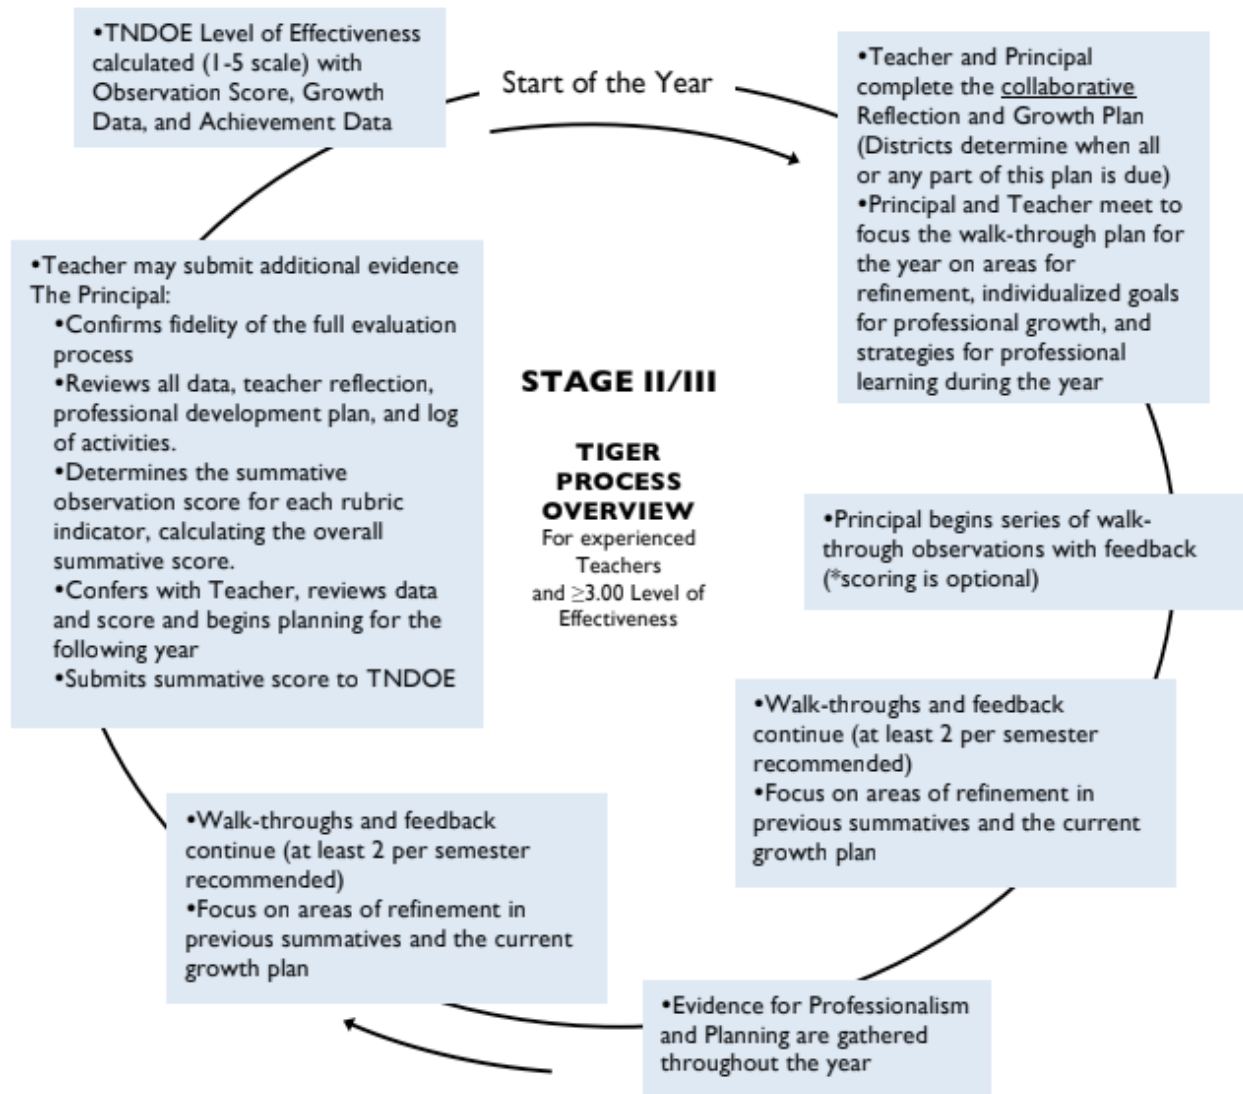 Start of the Year
•Teacher and Principal
complete the collaborative
Reflection and Growth Plan
(Districts determine when all
or any part of this plan is due)
•Principal and Teacher meet to
focus the walk-through plan for
the year on areas for
refinement, individualized goals
for professional growth, and
strategies for professional
learning during the year
•Principal begins series of walk-
through observations with feedback
(*scoring is optional)
•Walk-throughs and feedback
continue (at least 2 per semester
recommended)
•Focus on areas of refinement in
previous summatives and the current
growth plan
•Evidence for Professionalism
and Planning are gathered
throughout the year
•Walk-throughs and feedback
continue (at least 2 per semester
recommended)
•Focus on areas of refinement in
previous summatives and the current
growth plan
•Teacher may submit additional evidence
The Principal:
•Confirms fidelity of the full evaluation
process
•Reviews all data, teacher reflection,
professional development plan, and log
of activities.
•Determines the summative
observation score for each rubric
indicator, calculating the overall
summative score.
•Confers with Teacher, reviews data
and score and begins planning for the
following year
•Submits summative score to TNDOE
•TNDOE Level of Effectiveness
calculated (1-5 scale) with
Observation Score, Growth
Data, and Achievement Data
STAGE II/III
TIGER
PROCESS
OVERVIEW
For experienced
Teachers
and ≥3.00 Level of
Effectiveness